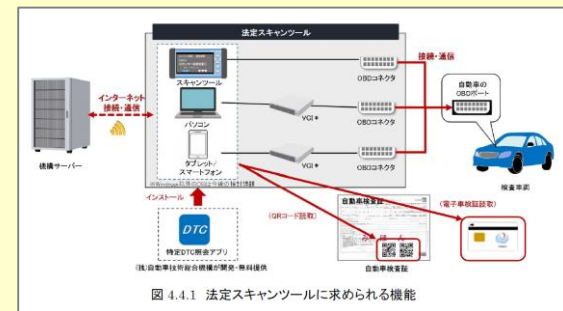 法定スキャンツール
接続・通信
スキャンツール
OBDコネクタ
自動車の
OBDポート
インターネット
接続・通信
パソコン
VCI＊
OBDコネクタ
機構サーバー
タブレット/
スマートフォン
VCI＊
OBDコネクタ
検査車両
インストール
自動車検査証
(QRコード読取)
(電子車検証読取)
DTC
み ほ ん
特定DTC照会アプリ
(独)自動車技術総合機構が開発・無料提供
自動車検査証
図 4.4.1 法定スキャンツールに求められる機能